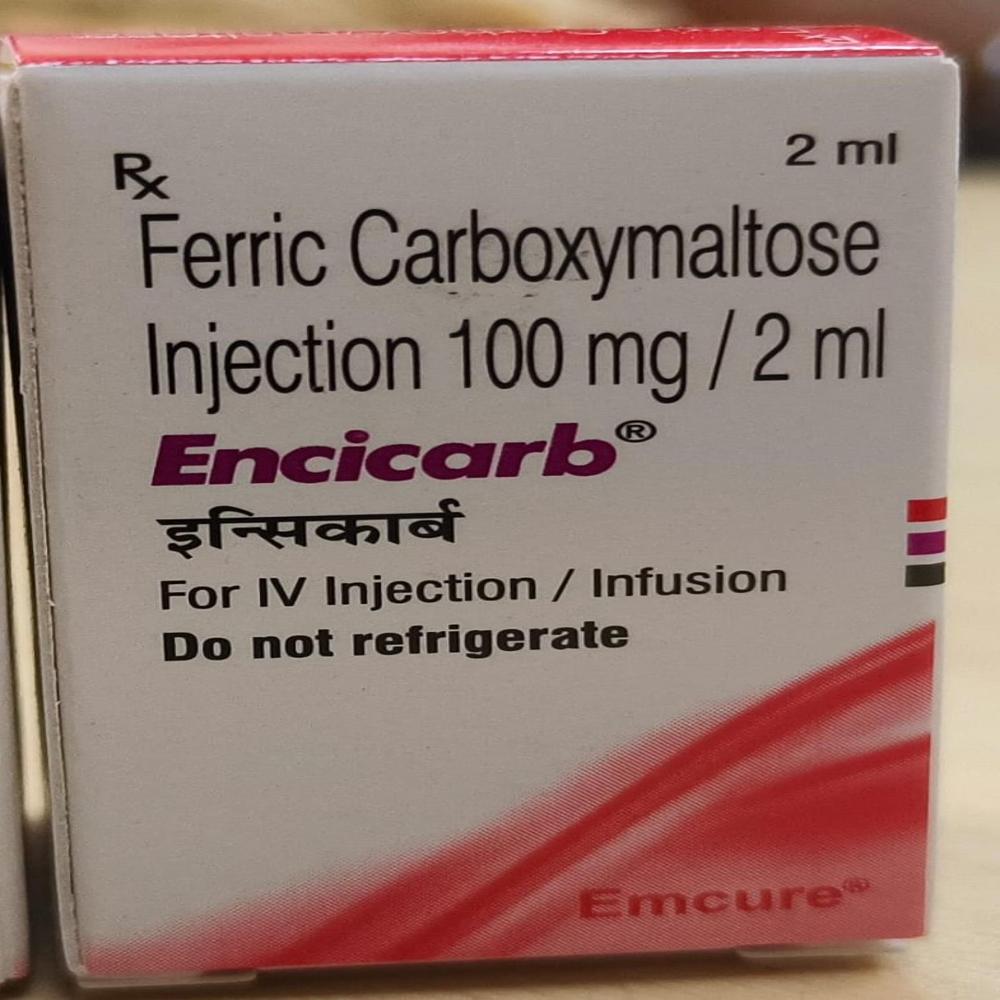 Rx
2 ml
Ferric Carboxymaltose
Injection 100 mg / 2 ml
Encicarb®
इन्सिकार्ब
For IV Injection / Infusion
Do not refrigerate
Emcure®